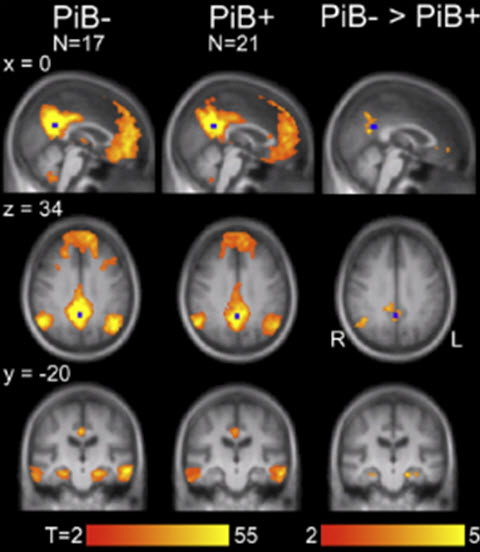 PiB- PiB+ PiB- > PiB+
N=17 N=21
x = 0
z = 34
R L
y = -20
T=2 55 2 5